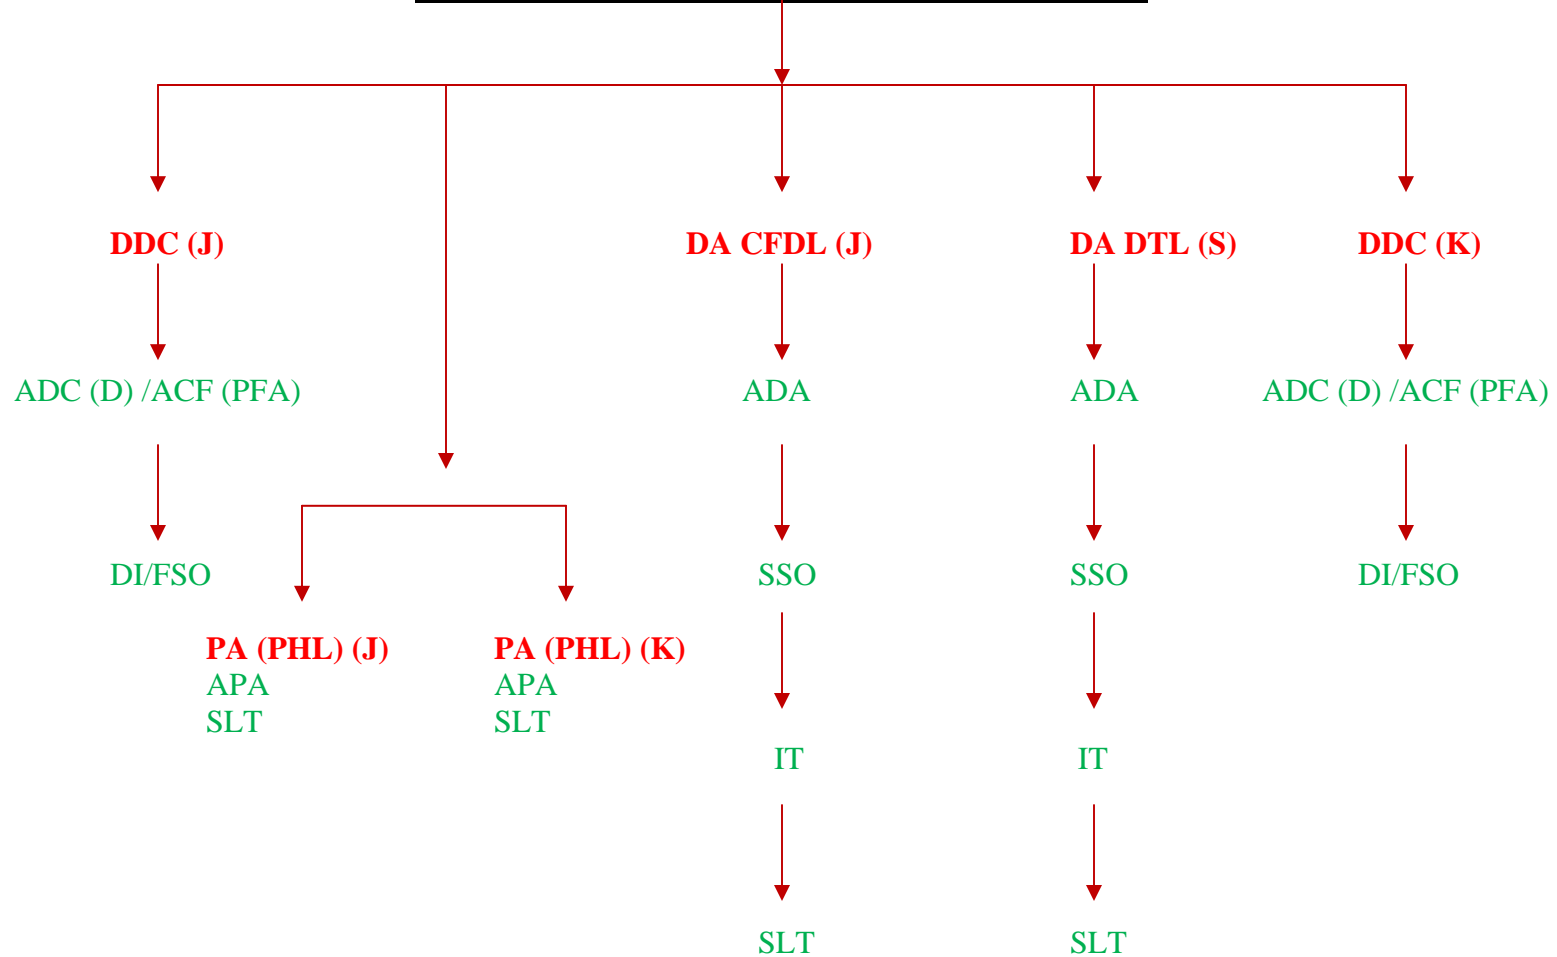 DDC (J)
DA CFDL (J)
DA DTL (S)
DDC (K)
ADC (D) /ACF (PFA)
ADA
ADA
ADC (D) /ACF (PFA)
DI/FSO
SSO
SSO
DI/FSO
PA (PHL) (J)
APA
SLT
PA (PHL) (K)
APA
SLT
IT
IT
SLT
SLT